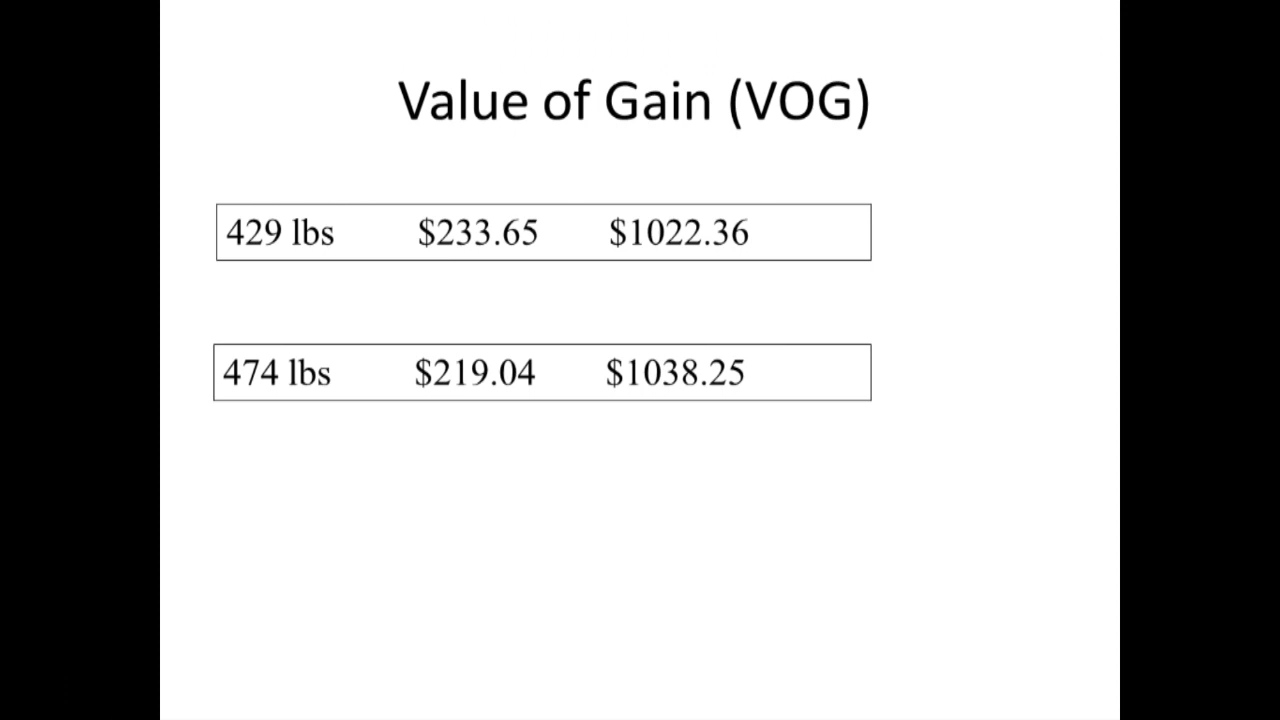 Value of Gain (VOG)
429 lbs $233.65 $1022.36
474 lbs $219.04 $1038.25